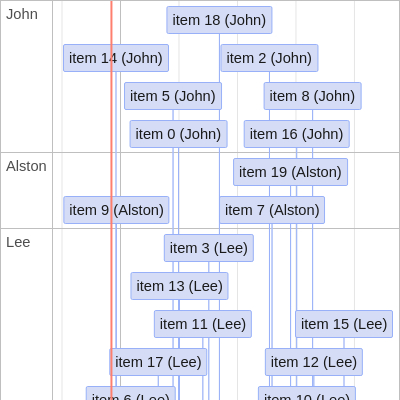 John
item 18 (John)
item 14 (John)
item 2 (John)
item 5 (John)
item 8 (John)
item 0 (John)
item 16 (John)
Alston
item 19 (Alston)
item 9 (Alston)
item 7 (Alston)
Lee
item 3 (Lee)
item 13 (Lee)
item 11 (Lee)
item 15 (Lee)
item 17 (Lee)
item 12 (Lee)
item 6 (Lee)
item 10 (Lee)